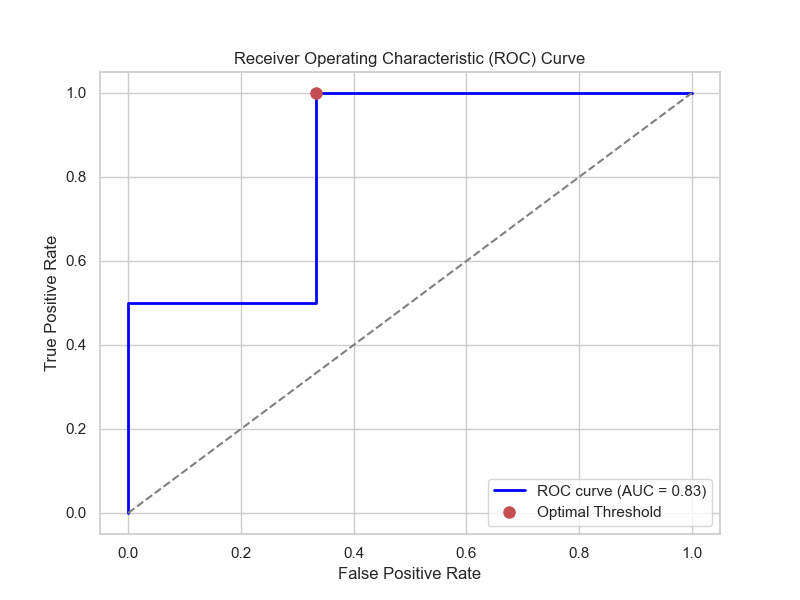 Receiver Operating Characteristic (ROC) Curve
True Positive Rate
1.0
0.8
0.6
0.4
0.2
0.0
ROC curve (AUC = 0.83)
Optimal Threshold
0.0 0.2 0.4 0.6 0.8 1.0
False Positive Rate